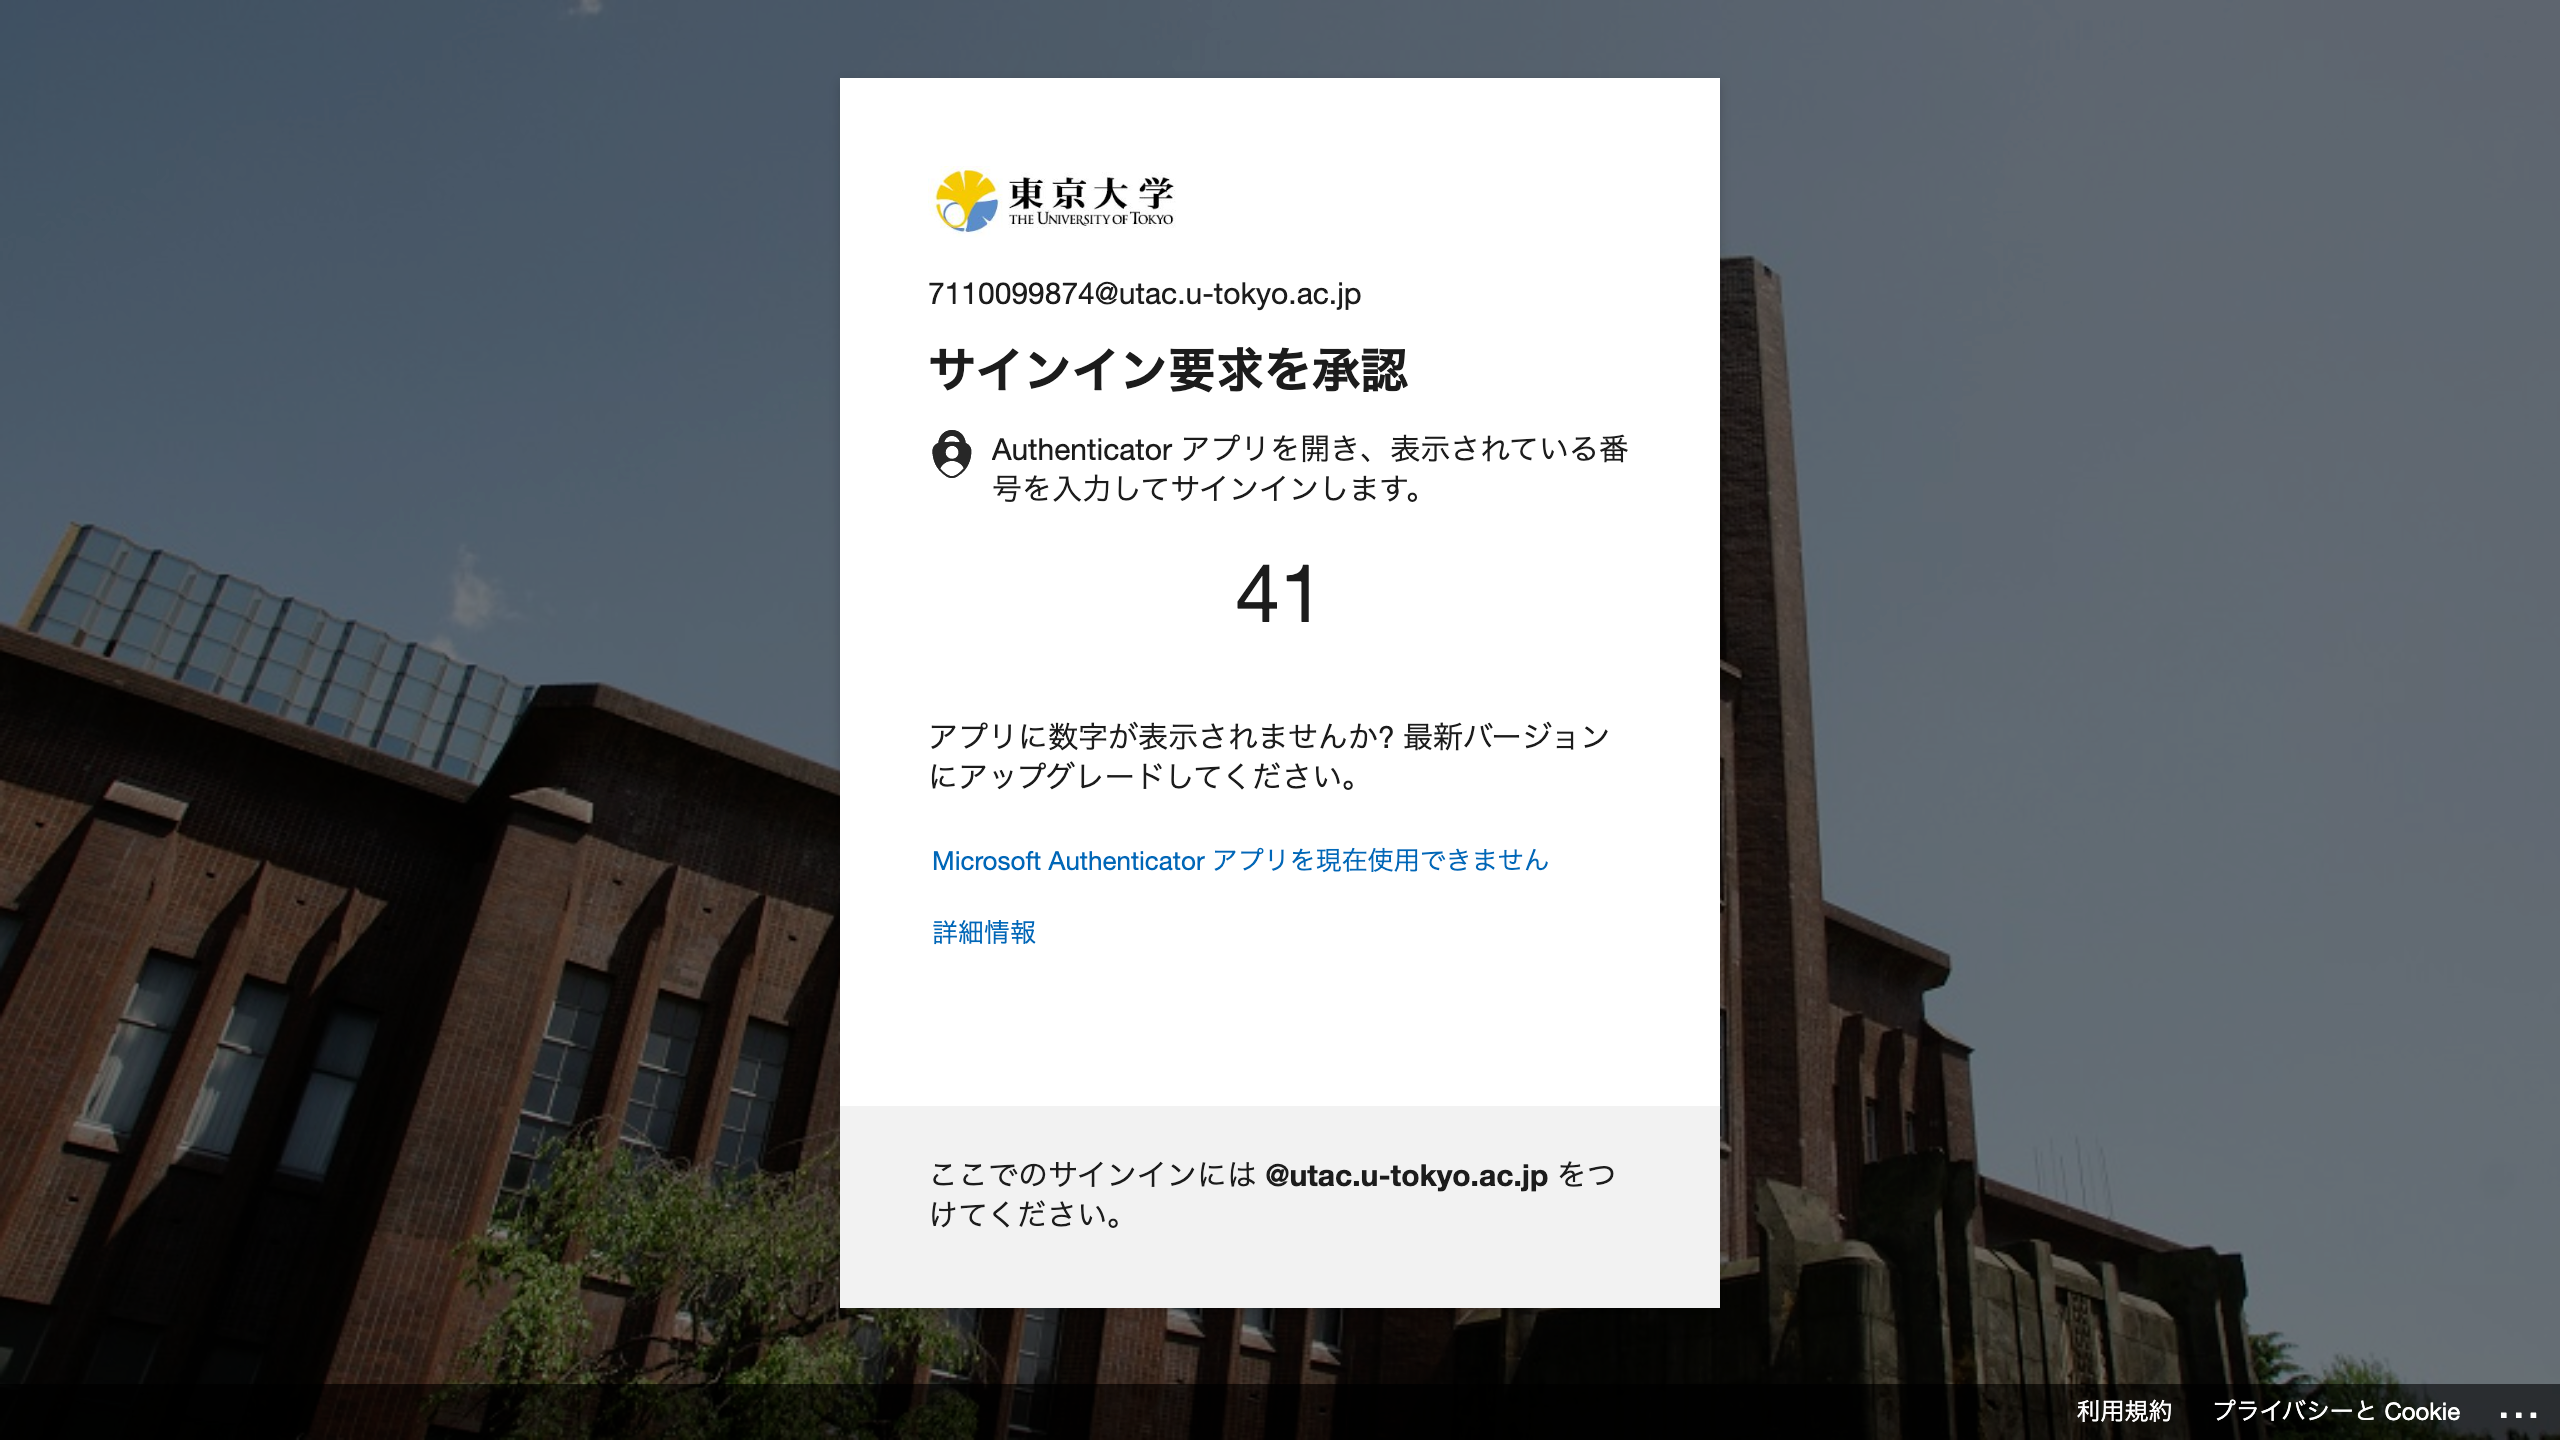 東京大学
THE UNIVERSITY OF TOKYO
7110099874@utac.u-tokyo.ac.jp
サインイン要求を承認
Authenticator アプリを開き、表示されている番
号を入力してサインインします。
41
アプリに数字が表示されませんか? 最新バージョン
にアップグレードしてください。
Microsoft Authenticator アプリを現在使用できません
詳細情報
ここでのサインインには @utac.u-tokyo.ac.jp をつ
けてください。
利用規約 プライバシーと Cookie ...